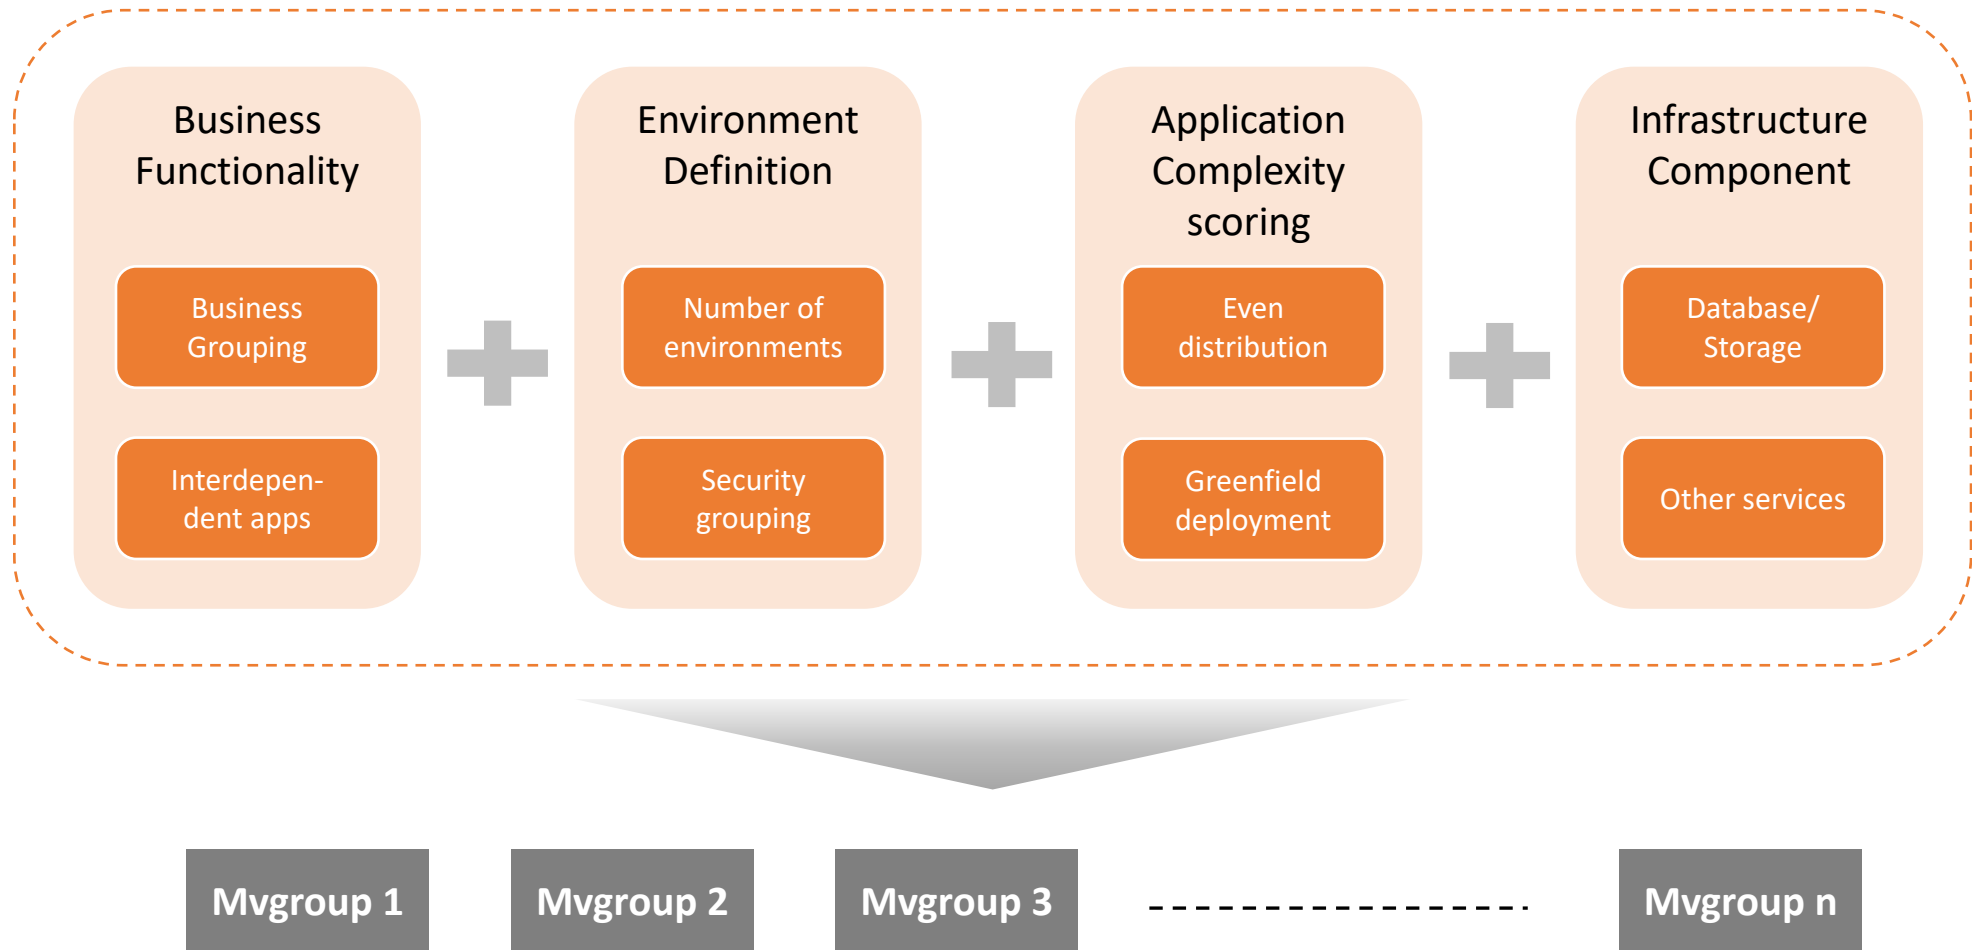 Business
Functionality
Business
Grouping
Interdepen-
dent apps
Environment
Definition
Number of
environments
Security
grouping
Application
Complexity
scoring
Even
distribution
Greenfield
deployment
Infrastructure
Component
Database/
Storage
Other services
Mvgroup 1
Mvgroup 2
Mvgroup 3
Mvgroup n